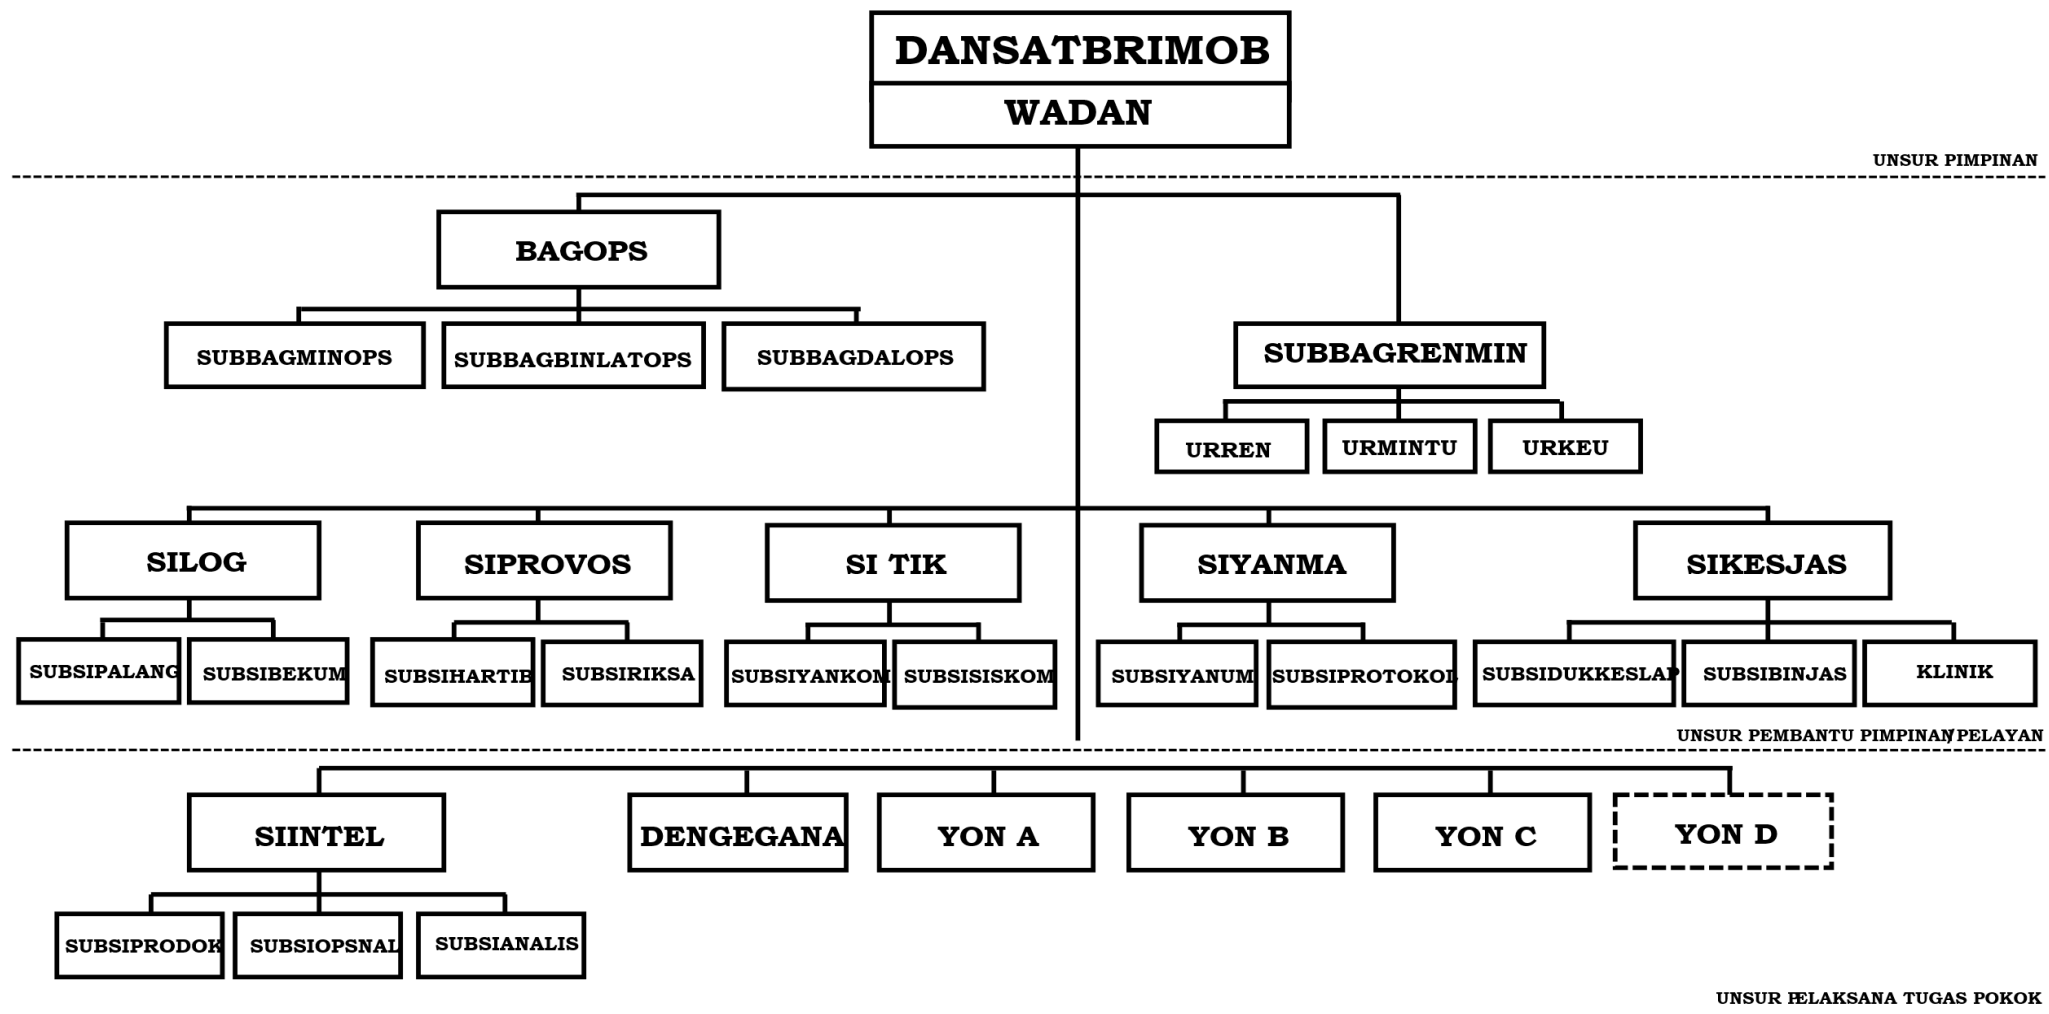 DANSATBRIMOB
WADAN
UNSUR PIMPINAN
BAGOPS
SUBBAGMINOPS
SUBBAGBINLATOPS
SUBBAGDALOPS
SUBBAGRENMIN
URREN
URMINTU
URKEU
SILOG
SIPROVOS
SI TIK
SIYANMA
SIKESJAS
SUBSIPALANG
SUBSIBEKUM
SUBSIHARTIB
SUBSIRIKSA
SUBSIYANKOM
SUBSISISKOM
SUBSIYANUM
SUBSIPROTOKOL
SUBSIDUKKESLAP
SUBSIBINJAS
KLINIK
UNSUR PEMBANTU PIMPINAN/PELAYAN
SIINTEL
DENGEGANA
YON A
YON B
YON C
YON D
SUBSIPRODOK
SUBSIOPSNAL
SUBSIANALIS
UNSUR PELAKSANA TUGAS POKOK